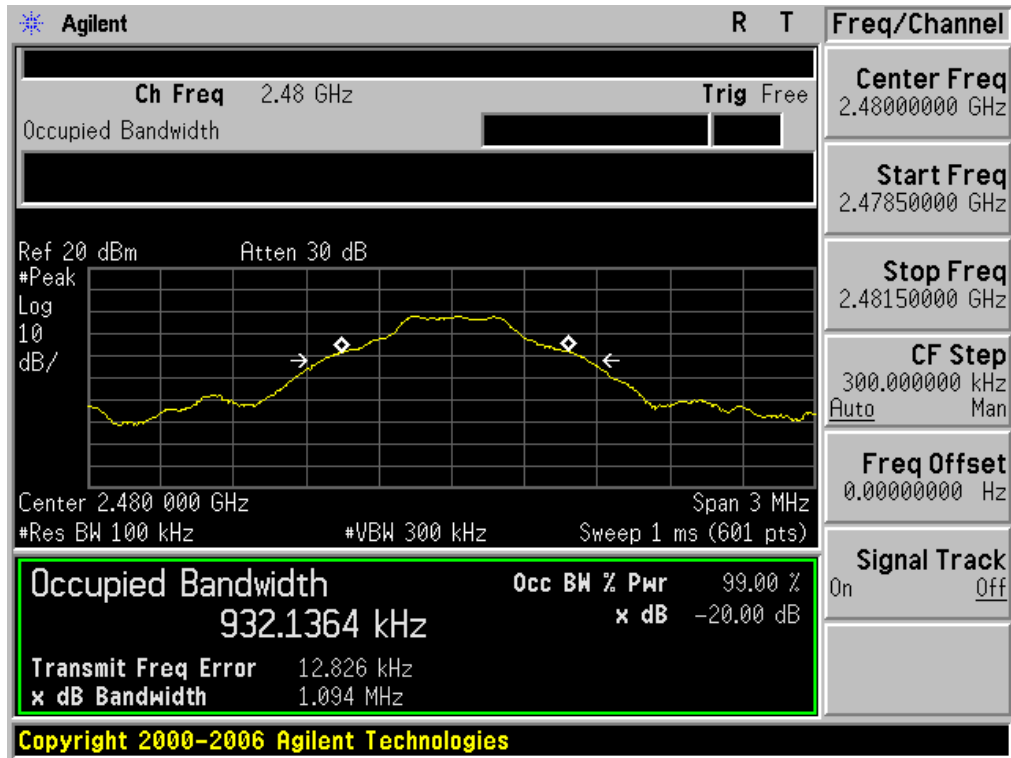 Agilent R T
Freq/Channel
Ch Freq 2.48 GHz Trig Free
Occupied Bandwidth
Center Freq
2.48000000 GHz
Start Freq
2.47850000 GHz
Stop Freq
2.48150000 GHz
CF Step
300.000000 kHz
Auto Man
Freq Offset
0.00000000 Hz
Signal Track
On Off
Ref 20 dBm Atten 30 dB
#Peak
Log
10
dB/
Center 2.480 000 GHz Span 3 MHz
#Res BW 100 kHz #VBW 300 kHz Sweep 1 ms (601 pts)
Occupied Bandwidth
932.1364 kHz
Occ BW % Pwr 99.00 %
x dB -20.00 dB
Transmit Freq Error 12.826 kHz
x dB Bandwidth 1.094 MHz
Copyright 2000-2006 Agilent Technologies